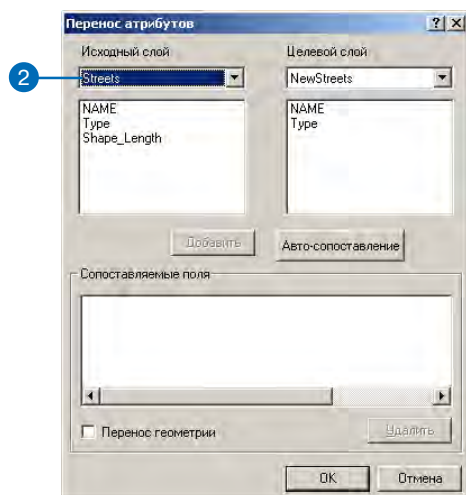 Перенос атрибутов
Исходный слой
Целевой слой
2
Streets
NewStreets
NAME
Type
Shape_Length
NAME
Type
Добавить
Авто-сопоставление
Сопоставляемые поля
Перенос геометрии
Удалить
OK
Отмена